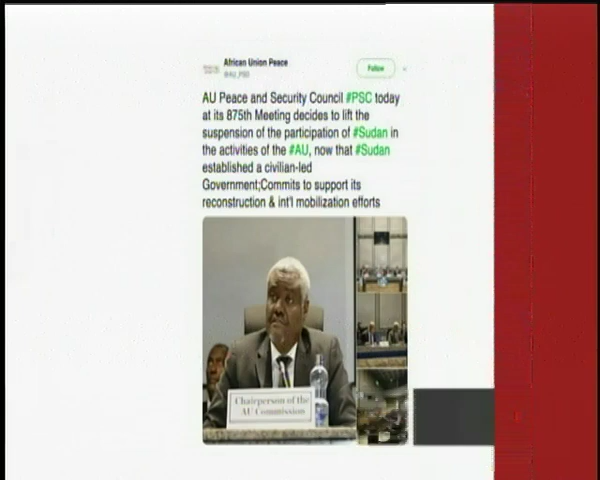 African Union Peace
@AU_PSD
Follow
AU Peace and Security Council #PSC today
at its 875th Meeting decides to lift the
suspension of the participation of #Sudan in
the activities of the #AU, now that #Sudan
established a civilian-led
Government;Commits to support its
reconstruction & int'l mobilization efforts
Chairperson of the
AU Commission